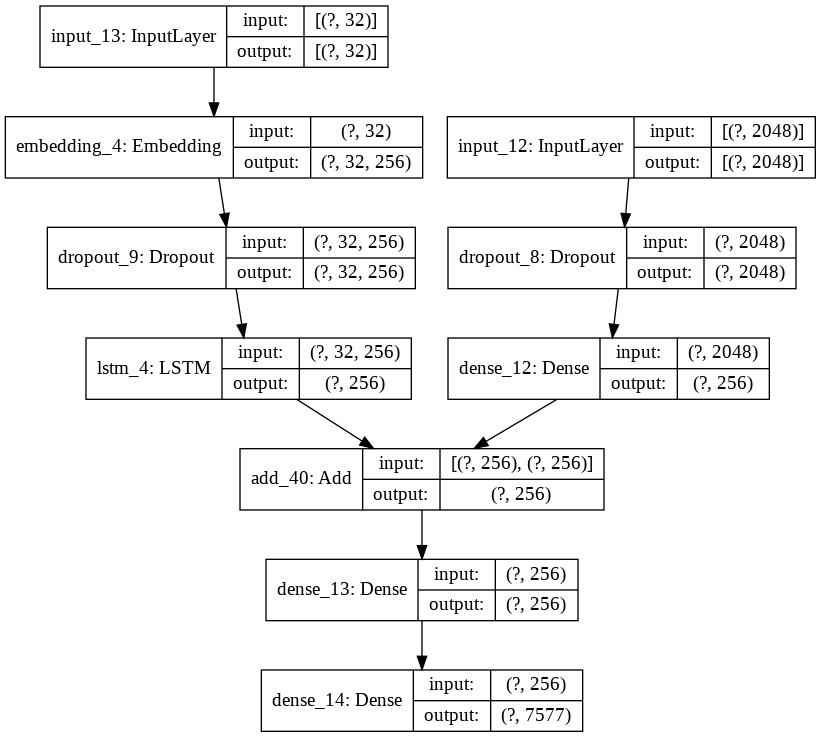 input_13: InputLayer
input: [(?, 32)]
output: [(?, 32)]
embedding_4: Embedding
input: (?, 32)
output: (?, 32, 256)
input_12: InputLayer
input: [(?, 2048)]
output: [(?, 2048)]
dropout_9: Dropout
input: (?, 32, 256)
output: (?, 32, 256)
dropout_8: Dropout
input: (?, 2048)
output: (?, 2048)
lstm_4: LSTM
input: (?, 32, 256)
output: (?, 256)
dense_12: Dense
input: (?, 2048)
output: (?, 256)
add_40: Add
input: [(?, 256), (?, 256)]
output: (?, 256)
dense_13: Dense
input: (?, 256)
output: (?, 256)
dense_14: Dense
input: (?, 256)
output: (?, 7577)